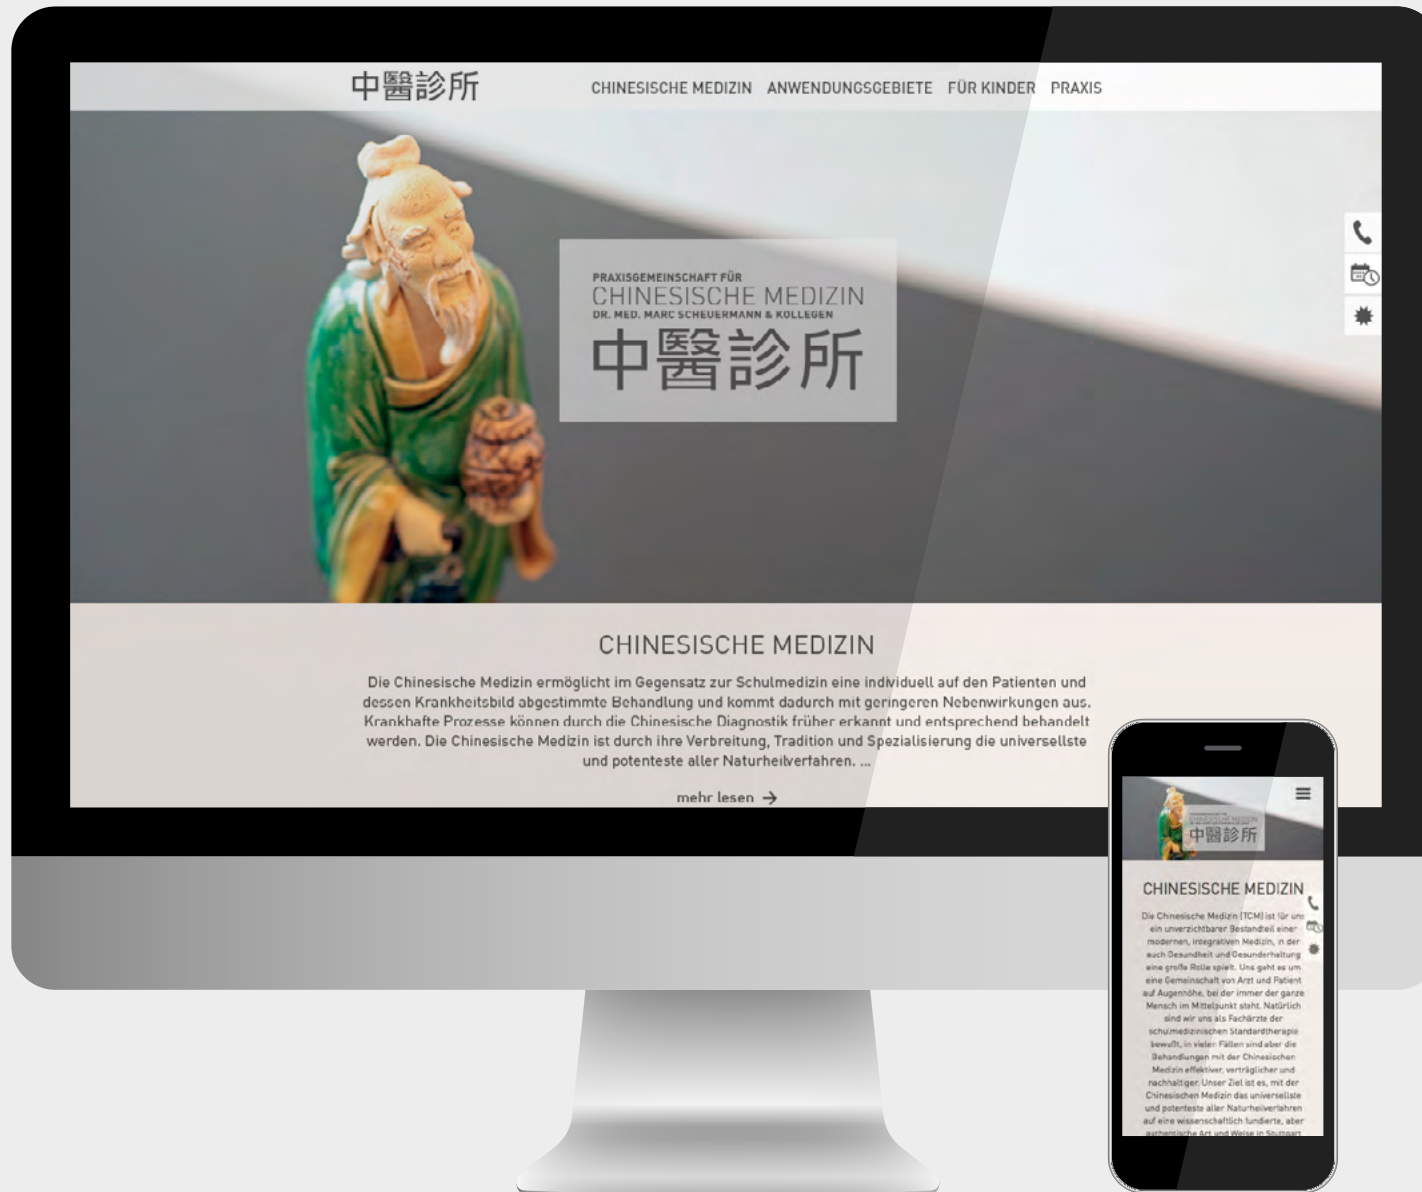 中醫診所
CHINESISCHE MEDIZIN ANWENDUNGSGEBIETE FÜR KINDER PRAXIS
PRAXISGEMEINSCHAFT FÜR
CHINESISCHE MEDIZIN
DR. MED. MARC SCHEUERMANN & KOLLEGEN
中醫診所
CHINESISCHE MEDIZIN
Die Chinesische Medizin ermöglicht im Gegensatz zur Schulmedizin eine individuell auf den Patienten und
dessen Krankheitsbild abgestimmte Behandlung und kommt dadurch mit geringeren Nebenwirkungen aus.
Krankhafte Prozesse können durch die Chinesische Diagnostik früher erkannt und entsprechend behandelt
werden. Die Chinesische Medizin ist durch ihre Verbreitung, Tradition und Spezialisierung die universellste
und potenteste aller Naturheilverfahren. ...
mehr lesen →
中醫診所
CHINESISCHE MEDIZIN
Die Chinesische Medizin (TCM) ist für uns
ein unverzichtbarer Bestandteil einer
modernen, integrativen Medizin, in der
auch Gesundheit und Gesunderhaltung
eine große Rolle spielt. Uns geht es um
eine Gemeinschaft von Arzt und Patient
auf Augenhöhe, bei der immer der ganze
Mensch im Mittelpunkt steht. Natürlich
sind wir uns als Fachärzte der
schulmedizinischen Standardtherapie
bewußt, in vielen Fällen sind aber die
Behandlungen mit der Chinesischen
Medizin effektiver, verträglicher und
nachhaltiger. Unser Ziel ist es, mit der
Chinesischen Medizin das universellste
und potenteste aller Naturheilverfahren
auf eine wissenschaftlich fundierte, aber
authentische Art und Weise in Stuttgart